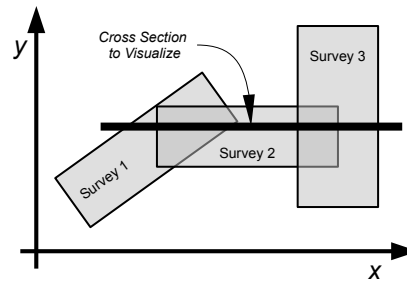 y
Cross Section
to Visualize
Survey 3
Survey 2
Survey 1
x